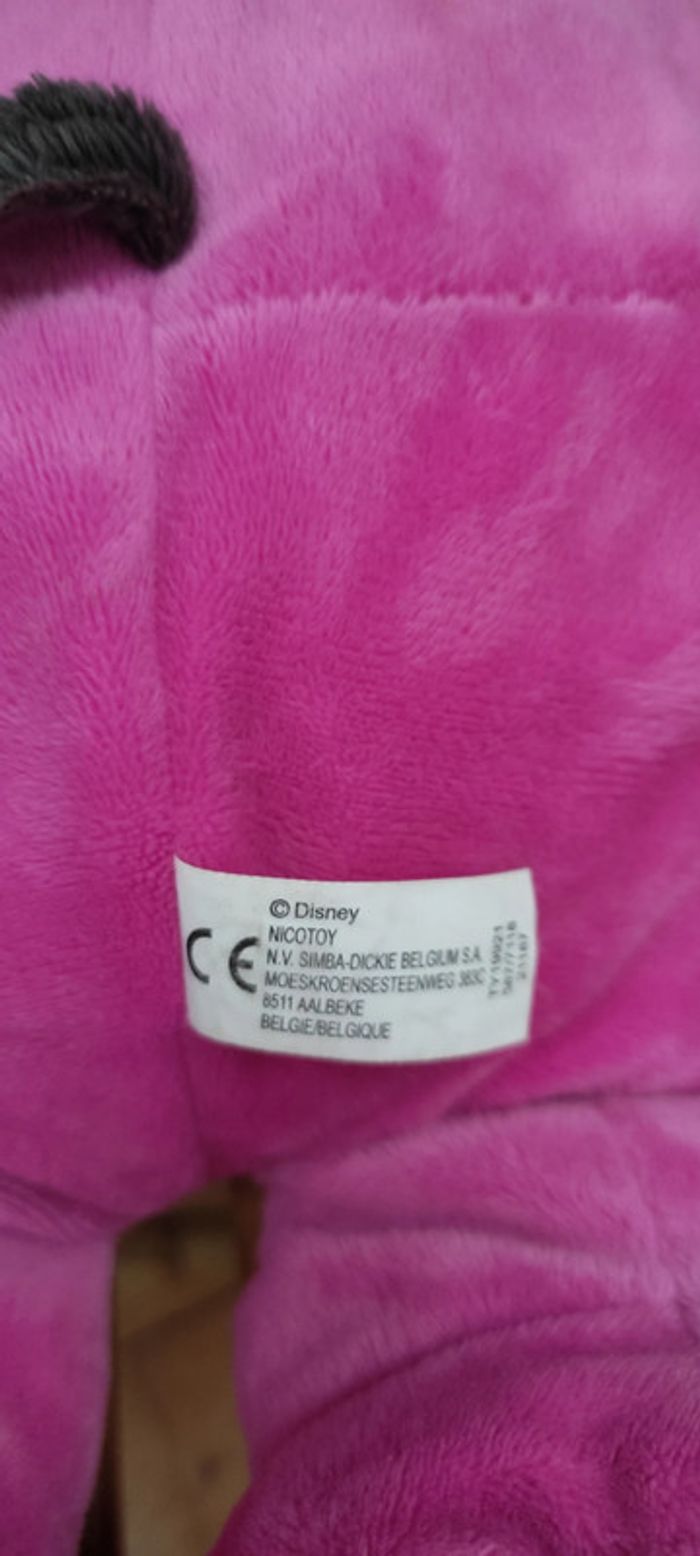 © Disney
CE
NICOTOY
N.V. SIMBA-DICKIE BELGIUM S.A.
MOESKROENSESTEENWEG 383C
8511 AALBEKE
BELGIE/BELGIQUE